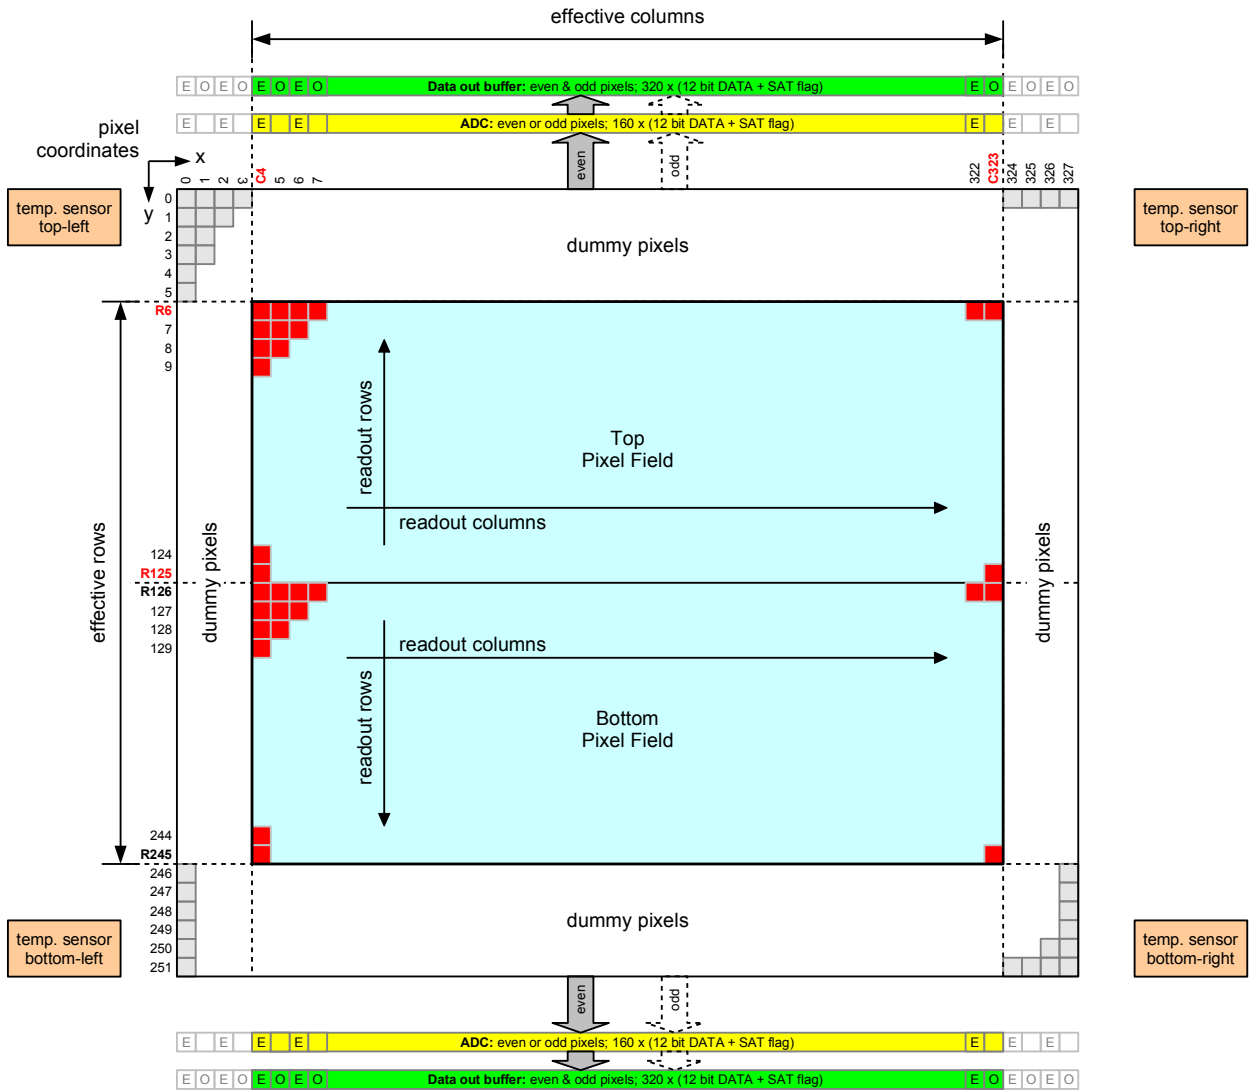 effective columns
E O E O E O E O Data out buffer: even & odd pixels; 320 x (12 bit DATA + SAT flag) E O E O E O
E E E E ADC: even or odd pixels; 160 x (12 bit DATA + SAT flag) E E E
pixel
coordinates
x
y
even
odd
0 1 2 3 C4 5 6 7 322 C323 324 325 326 327
temp. sensor
top-left
temp. sensor
top-right
0
1
2
3
4
5
dummy pixels
R6
7
8
9
readout rows
Top
Pixel Field
readout columns
effective rows
dummy pixels
dummy pixels
124
R125
R126
127
128
129
readout columns
readout rows
Bottom
Pixel Field
244
R245
246
247
248
249
250
251
dummy pixels
temp. sensor
bottom-left
temp. sensor
bottom-right
even
odd
E E E E ADC: even or odd pixels; 160 x (12 bit DATA + SAT flag) E E E
E O E O E O E O Data out buffer: even & odd pixels; 320 x (12 bit DATA + SAT flag) E O E O E O